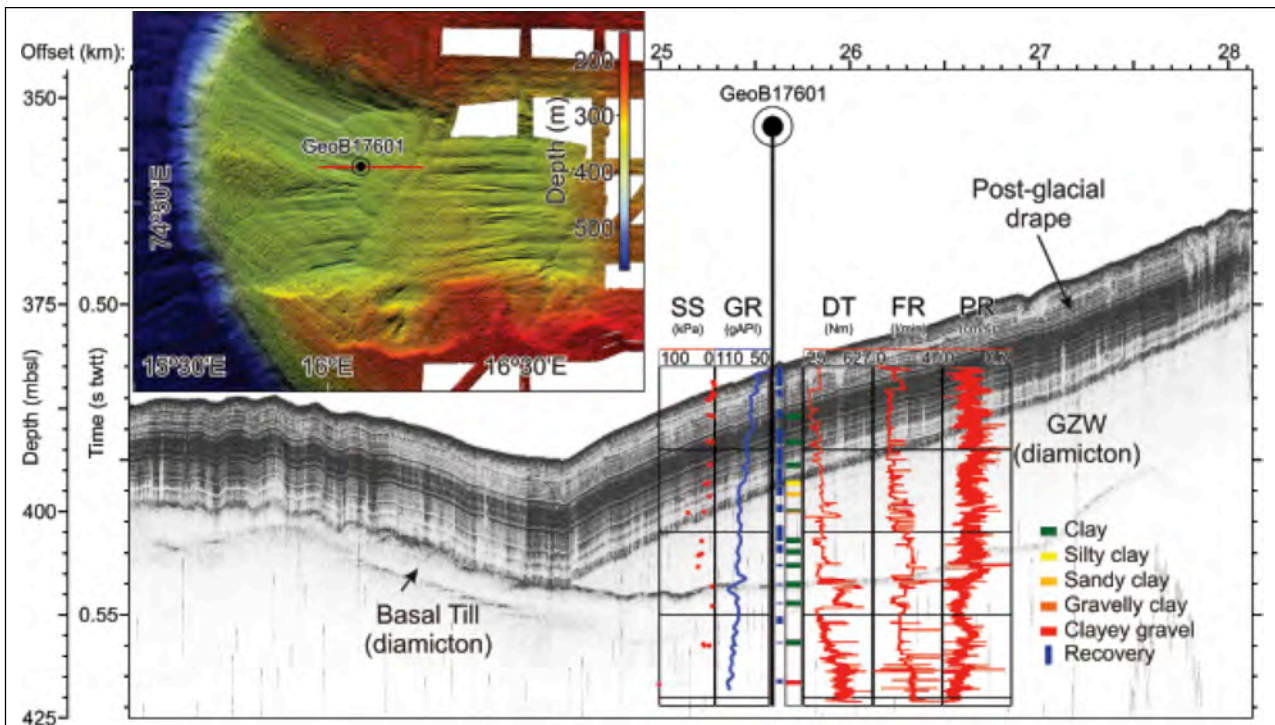 Offset (km):
25
26
27
28
350
375
400
425
Depth (mbsl)
0.50
0.55
Time (s twtt)
GeoB17601
74°50'E
15°30'E
16°E
16°30'E
Depth (m)
200
300
400
500
GeoB17601
Post-glacial
drape
SS GR DT FR PR
(kPa) (gAPI) (Nm) (l/min)
100 0 110 50
GZW
(diamicton)
Basal Till
(diamicton)
Clay
Silty clay
Sandy clay
Gravelly clay
Clayey gravel
Recovery